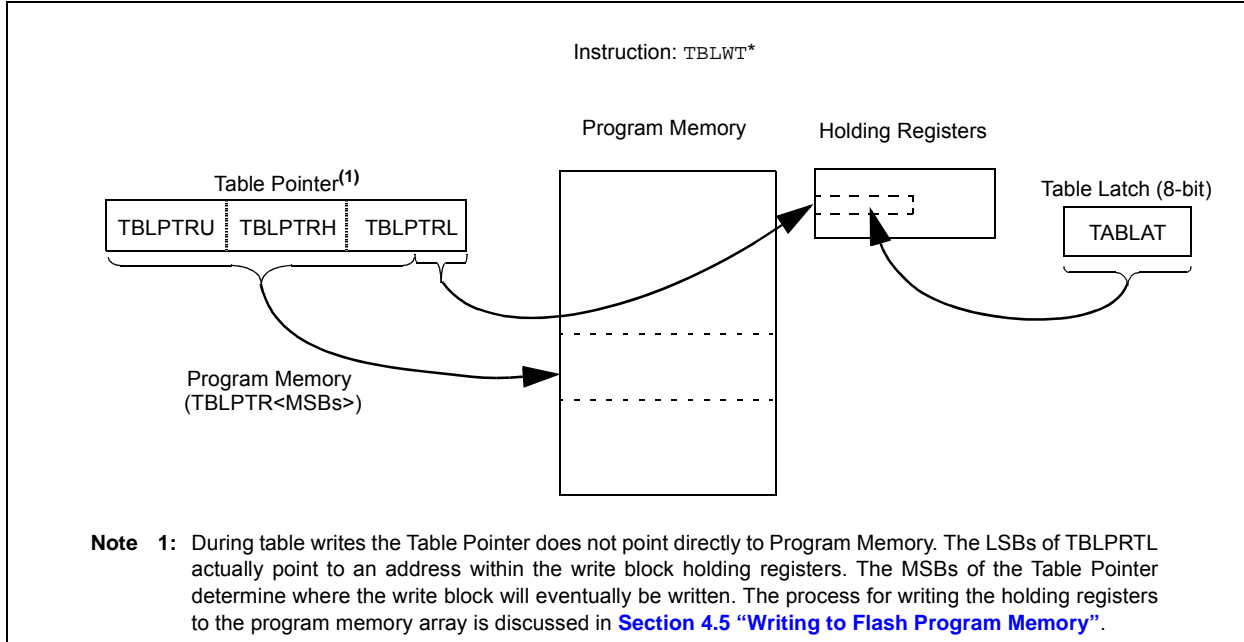 Instruction: TBLWT*
Program Memory
Holding Registers
Table Pointer(1)
Table Latch (8-bit)
TBLPTRU TBLPTRH TBLPTRL
TABLAT
Program Memory
(TBLPTR<MSBs>)
Note 1: During table writes the Table Pointer does not point directly to Program Memory. The LSBs of TBLPRTL
actually point to an address within the write block holding registers. The MSBs of the Table Pointer
determine where the write block will eventually be written. The process for writing the holding registers
to the program memory array is discussed in Section 4.5 “Writing to Flash Program Memory”.